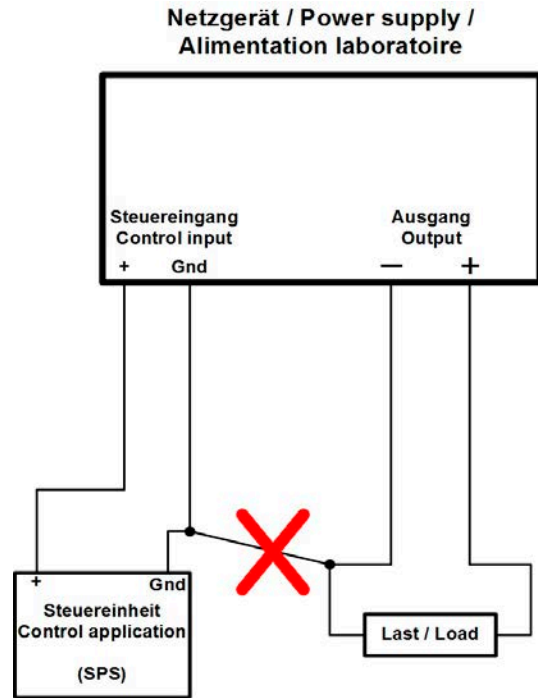 Netzgerät / Power supply /
Alimentation laboratoire
Steuereingang
Control input
+ Gnd
Ausgang
Output
— +
+ Gnd
Steuereinheit
Control application
(SPS)
Last / Load